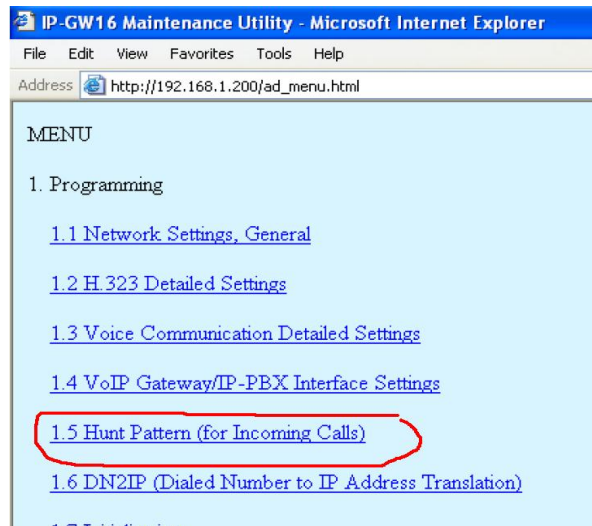 IP-GW16 Maintenance Utility - Microsoft Internet Explorer
File Edit View Favorites Tools Help
Address http://192.168.1.200/ad_menu.html
MENU
1. Programming
1.1 Network Settings, General
1.2 H.323 Detailed Settings
1.3 Voice Communication Detailed Settings
1.4 VoIP Gateway/IP-PBX Interface Settings
1.5 Hunt Pattern (for Incoming Calls)
1.6 DN2IP (Dialed Number to IP Address Translation)